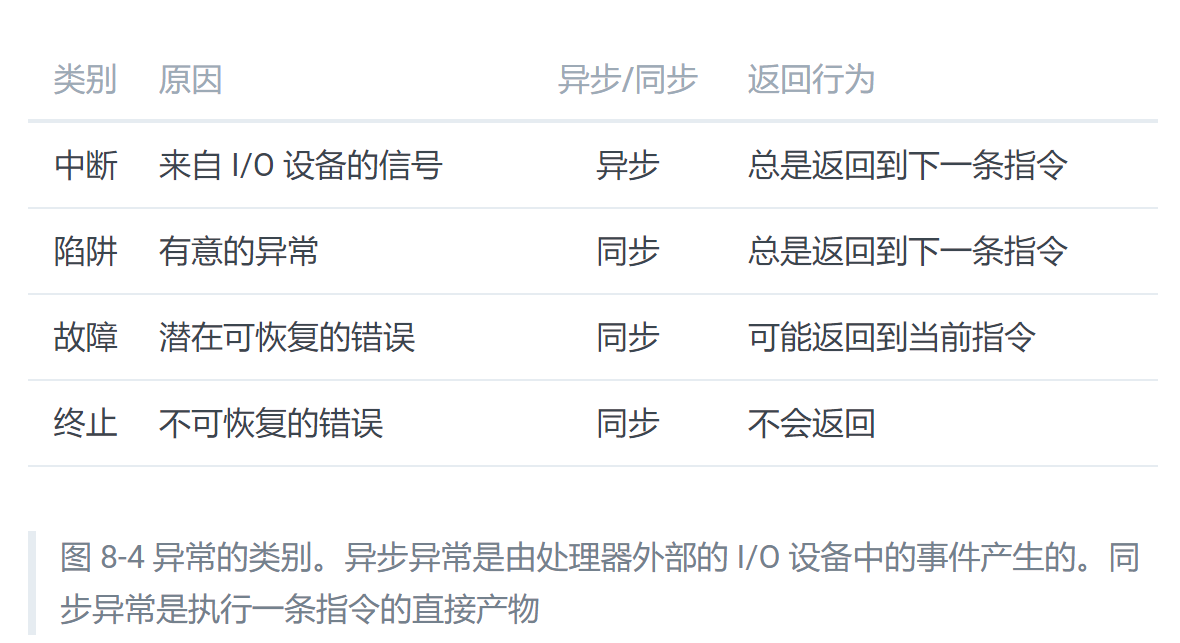 类别 原因 异步/同步 返回行为
中断 来自 I/O 设备的信号 异步 总是返回到下一条指令
陷阱 有意的异常 同步 总是返回到下一条指令
故障 潜在可恢复的错误 同步 可能返回到当前指令
终止 不可恢复的错误 同步 不会返回
图 8-4 异常的类别。异步异常是由处理器外部的 I/O 设备中的事件产生的。同
步异常是执行一条指令的直接产物